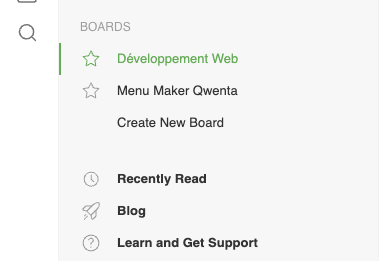 BOARDS
Développement Web
Menu Maker Qwenta
Create New Board
Recently Read
Blog
Learn and Get Support